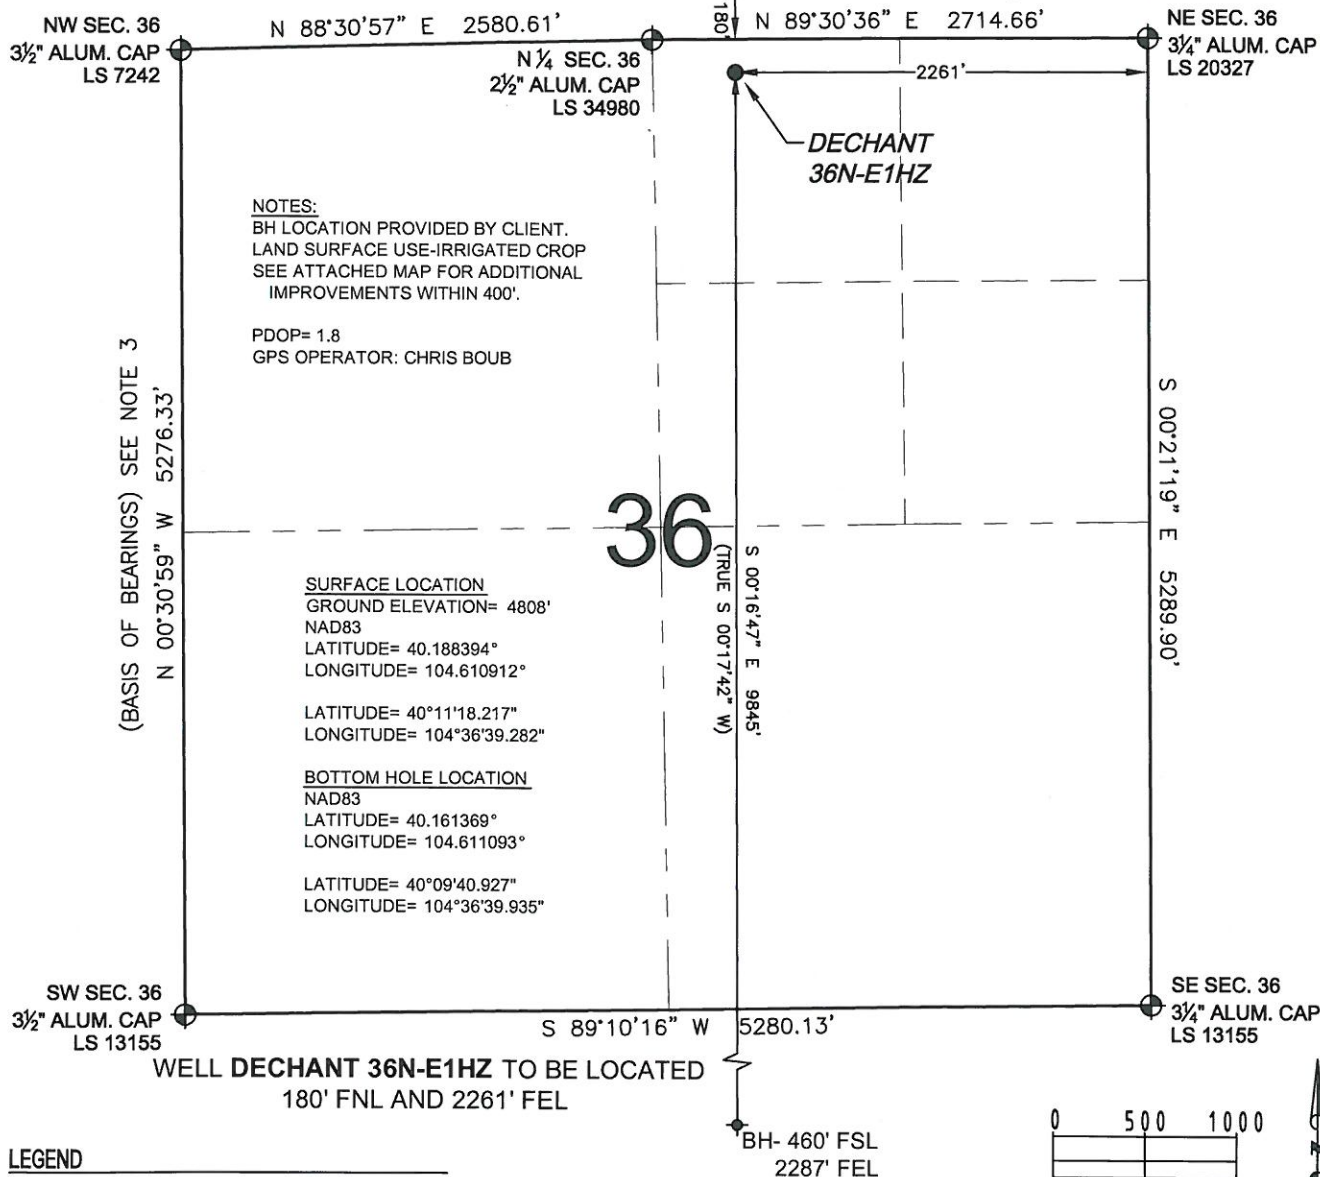 NW SEC. 36
3½" ALUM. CAP
LS 7242
N 88°30'57" E 2580.61'
N ¼ SEC. 36
2½" ALUM. CAP
LS 34980
180'
N 89°30'36" E 2714.66'
NE SEC. 36
3¼" ALUM. CAP
LS 20327
2261'
DECHANT
36N-E1HZ
NOTES:
BH LOCATION PROVIDED BY CLIENT.
LAND SURFACE USE-IRRIGATED CROP
SEE ATTACHED MAP FOR ADDITIONAL
IMPROVEMENTS WITHIN 400'.
PDOP= 1.8
GPS OPERATOR: CHRIS BOUB
(BASIS OF BEARINGS) SEE NOTE 3
N 00°30'59" W 5276.33'
36
S 00°16'47" E 9845'
(TRUE S 00°17'42" W)
S 00°21'19" E 5289.90'
SURFACE LOCATION
GROUND ELEVATION= 4808'
NAD83
LATITUDE= 40.188394°
LONGITUDE= 104.610912°
LATITUDE= 40°11'18.217"
LONGITUDE= 104°36'39.282"
BOTTOM HOLE LOCATION
NAD83
LATITUDE= 40.161369°
LONGITUDE= 104.611093°
LATITUDE= 40°09'40.927"
LONGITUDE= 104°36'39.935"
SW SEC. 36
3½" ALUM. CAP
LS 13155
S 89°10'16" W 5280.13'
SE SEC. 36
3¼" ALUM. CAP
LS 13155
WELL DECHANT 36N-E1HZ TO BE LOCATED
180' FNL AND 2261' FEL
BH- 460' FSL
2287' FEL
0 500 1000
LEGEND